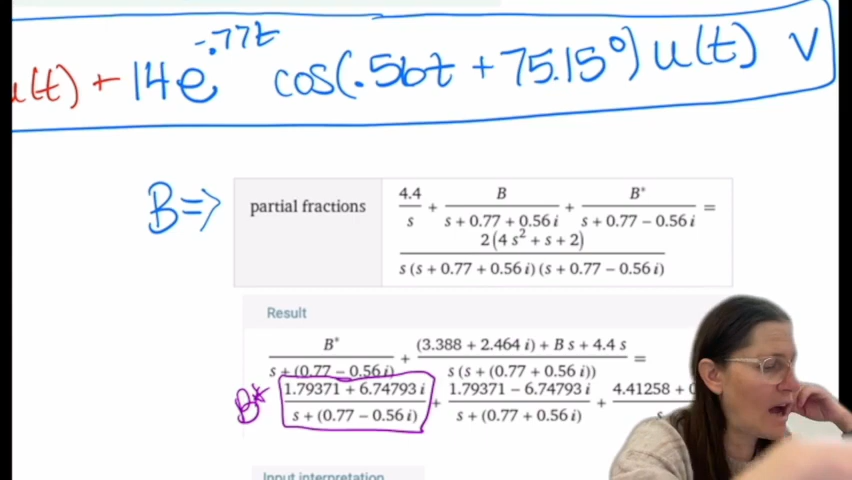 u(t) + 14e^-.77t cos(.56t + 75.15°) u(t) V
B => partial fractions 4.4/s + B/(s + 0.77 + 0.56 i) + B*/(s + 0.77 − 0.56 i) =
2(4 s² + s + 2)/(s (s + 0.77 + 0.56 i) (s + 0.77 − 0.56 i))
Result
B*/(s + (0.77 − 0.56 i)) + ((3.388 + 2.464 i) + B s + 4.4 s)/(s (s + (0.77 + 0.56 i))) =
B* (1.79371 + 6.74793 i)/(s + (0.77 − 0.56 i)) + (1.79371 − 6.74793 i)/(s + (0.77 + 0.56 i)) + 4.41258 +
Input interpretation